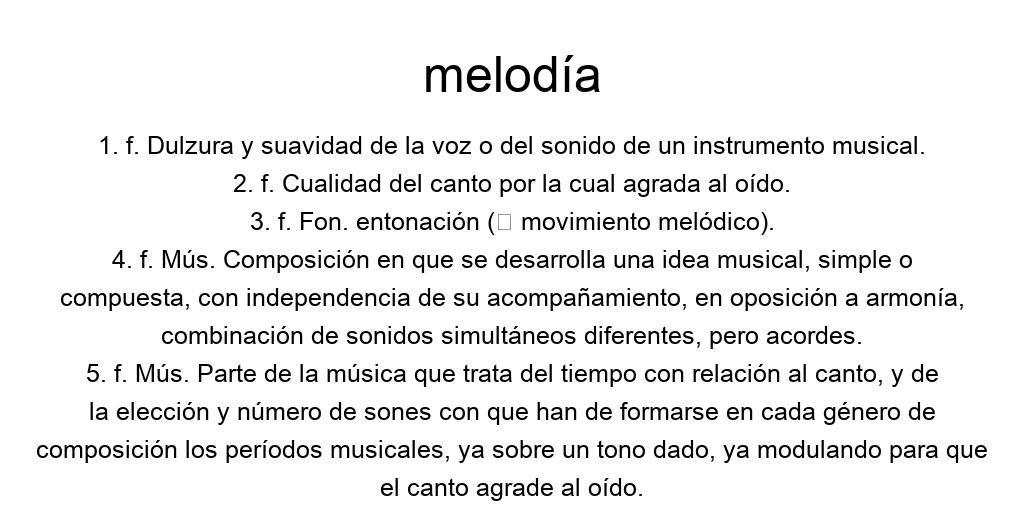 melodía
1. f. Dulzura y suavidad de la voz o del sonido de un instrumento musical.
2. f. Cualidad del canto por la cual agrada al oído.
3. f. Fon. entonación (▯ movimiento melódico).
4. f. Mús. Composición en que se desarrolla una idea musical, simple o
compuesta, con independencia de su acompañamiento, en oposición a armonía,
combinación de sonidos simultáneos diferentes, pero acordes.
5. f. Mús. Parte de la música que trata del tiempo con relación al canto, y de
la elección y número de sones con que han de formarse en cada género de
composición los períodos musicales, ya sobre un tono dado, ya modulando para que
el canto agrade al oído.